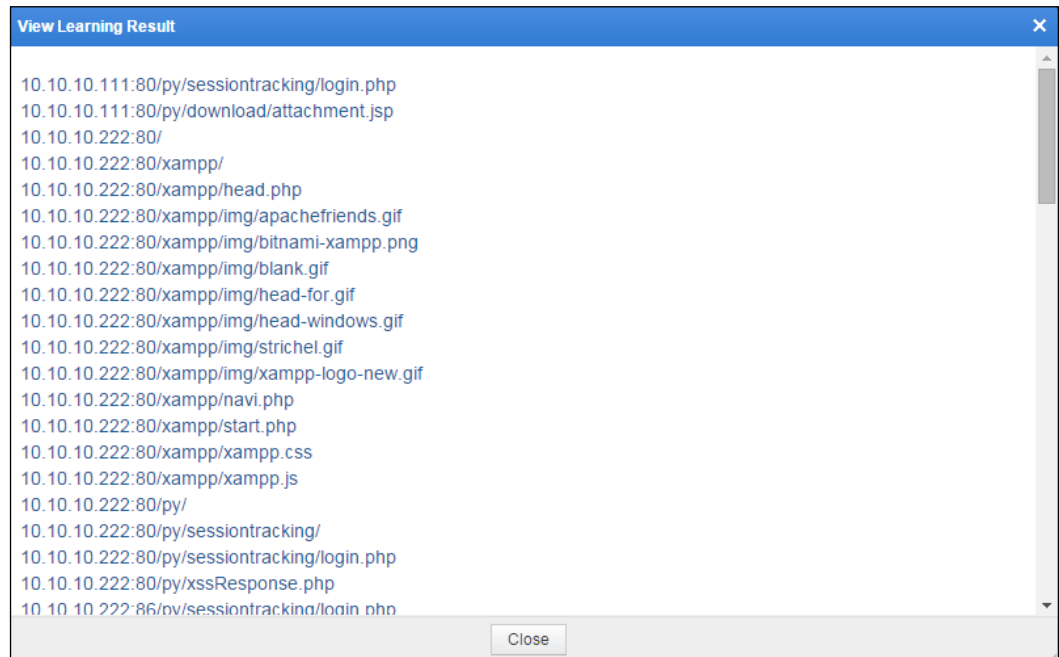 View Learning Result
10.10.10.111:80/py/sessiontracking/login.php
10.10.10.111:80/py/download/attachment.jsp
10.10.10.222:80/
10.10.10.222:80/xampp/
10.10.10.222:80/xampp/head.php
10.10.10.222:80/xampp/img/apachefriends.gif
10.10.10.222:80/xampp/img/bitnami-xampp.png
10.10.10.222:80/xampp/img/blank.gif
10.10.10.222:80/xampp/img/head-for.gif
10.10.10.222:80/xampp/img/head-windows.gif
10.10.10.222:80/xampp/img/strichel.gif
10.10.10.222:80/xampp/img/xampp-logo-new.gif
10.10.10.222:80/xampp/navi.php
10.10.10.222:80/xampp/start.php
10.10.10.222:80/xampp/xampp.css
10.10.10.222:80/xampp/xampp.js
10.10.10.222:80/py/
10.10.10.222:80/py/sessiontracking/
10.10.10.222:80/py/sessiontracking/login.php
10.10.10.222:80/py/xssResponse.php
10.10.10.222:86/py/sessiontracking/login.php
Close